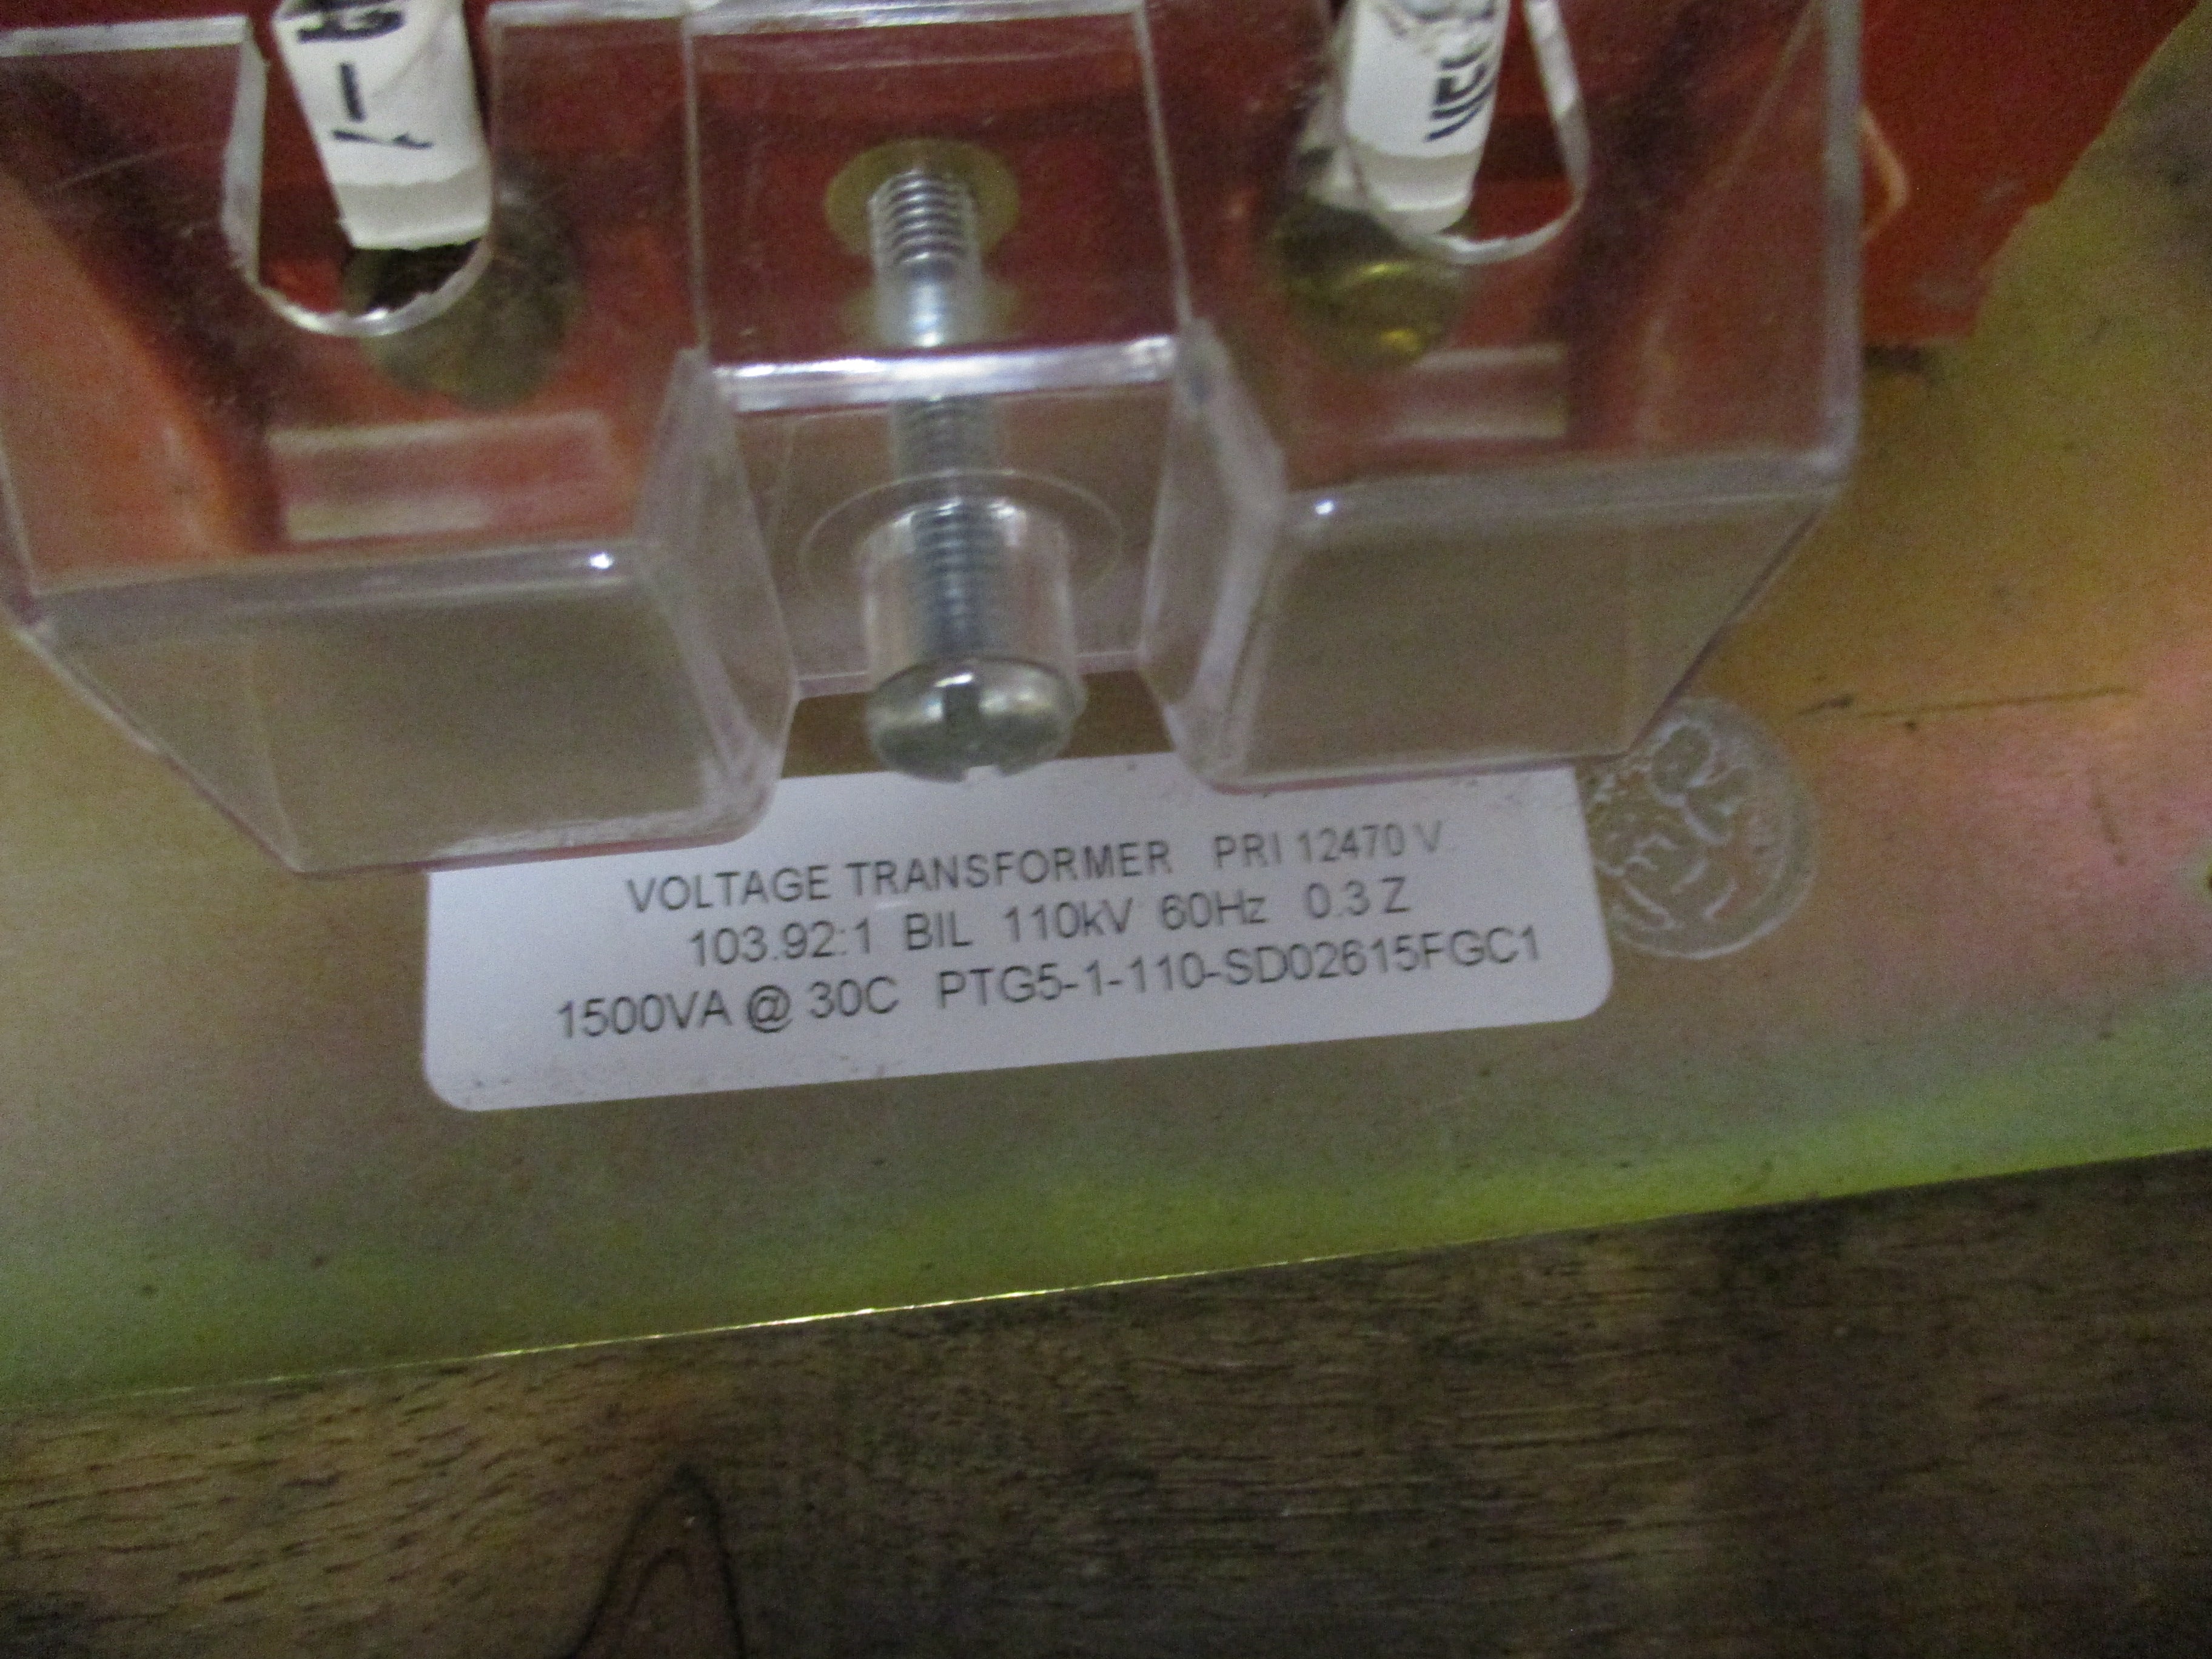 VOLTAGE TRANSFORMER PRI 12470 V
103.92:1 BIL 110kV 60Hz 0.3 Z
1500VA @ 30C PTG5-1-110-SD02615FGC1